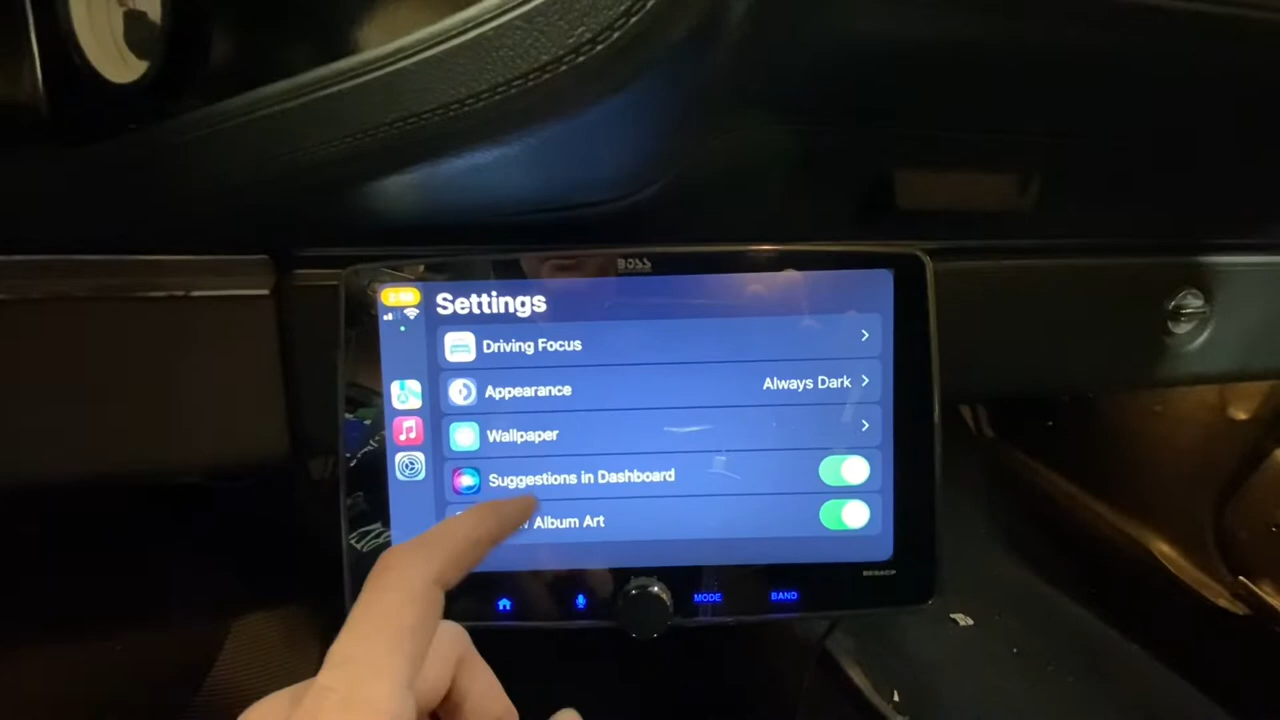 BOSS
Settings
Driving Focus
Appearance
Always Dark
Wallpaper
Suggestions in Dashboard
Album Art
MODE
BAND